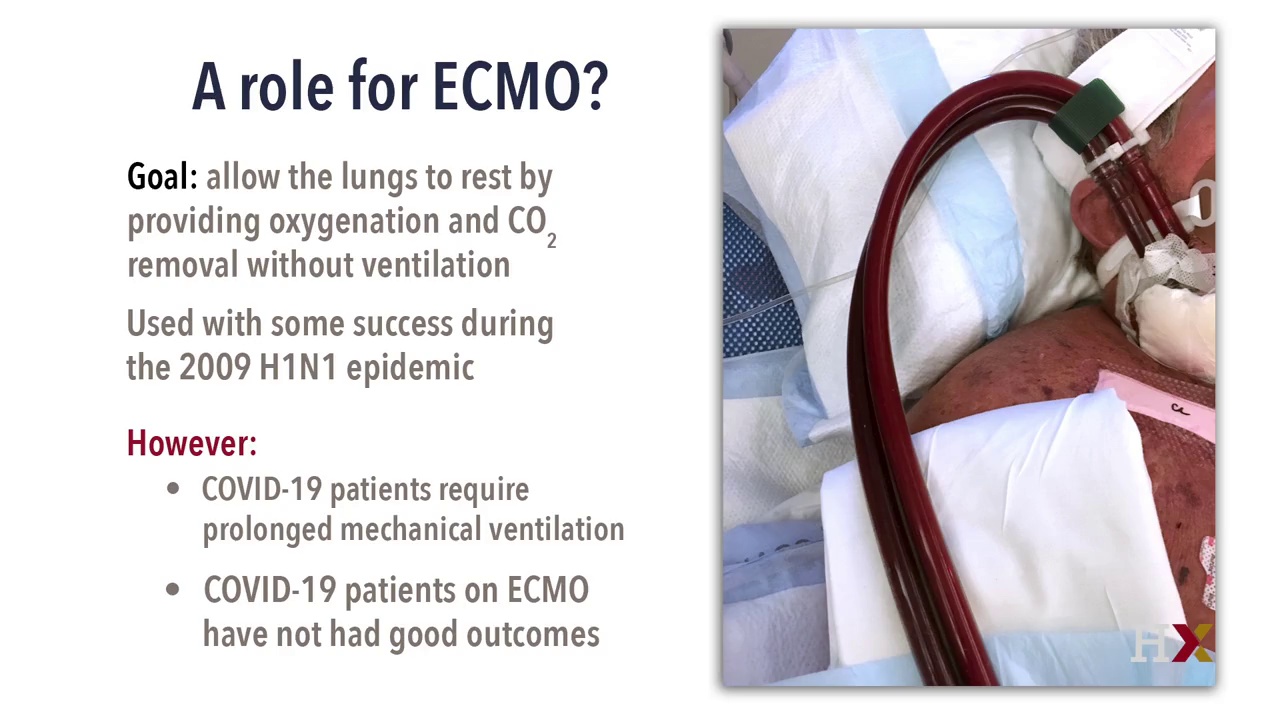 A role for ECMO?
Goal: allow the lungs to rest by
providing oxygenation and CO₂
removal without ventilation
Used with some success during
the 2009 H1N1 epidemic
However:
• COVID-19 patients require
prolonged mechanical ventilation
• COVID-19 patients on ECMO
have not had good outcomes
HX